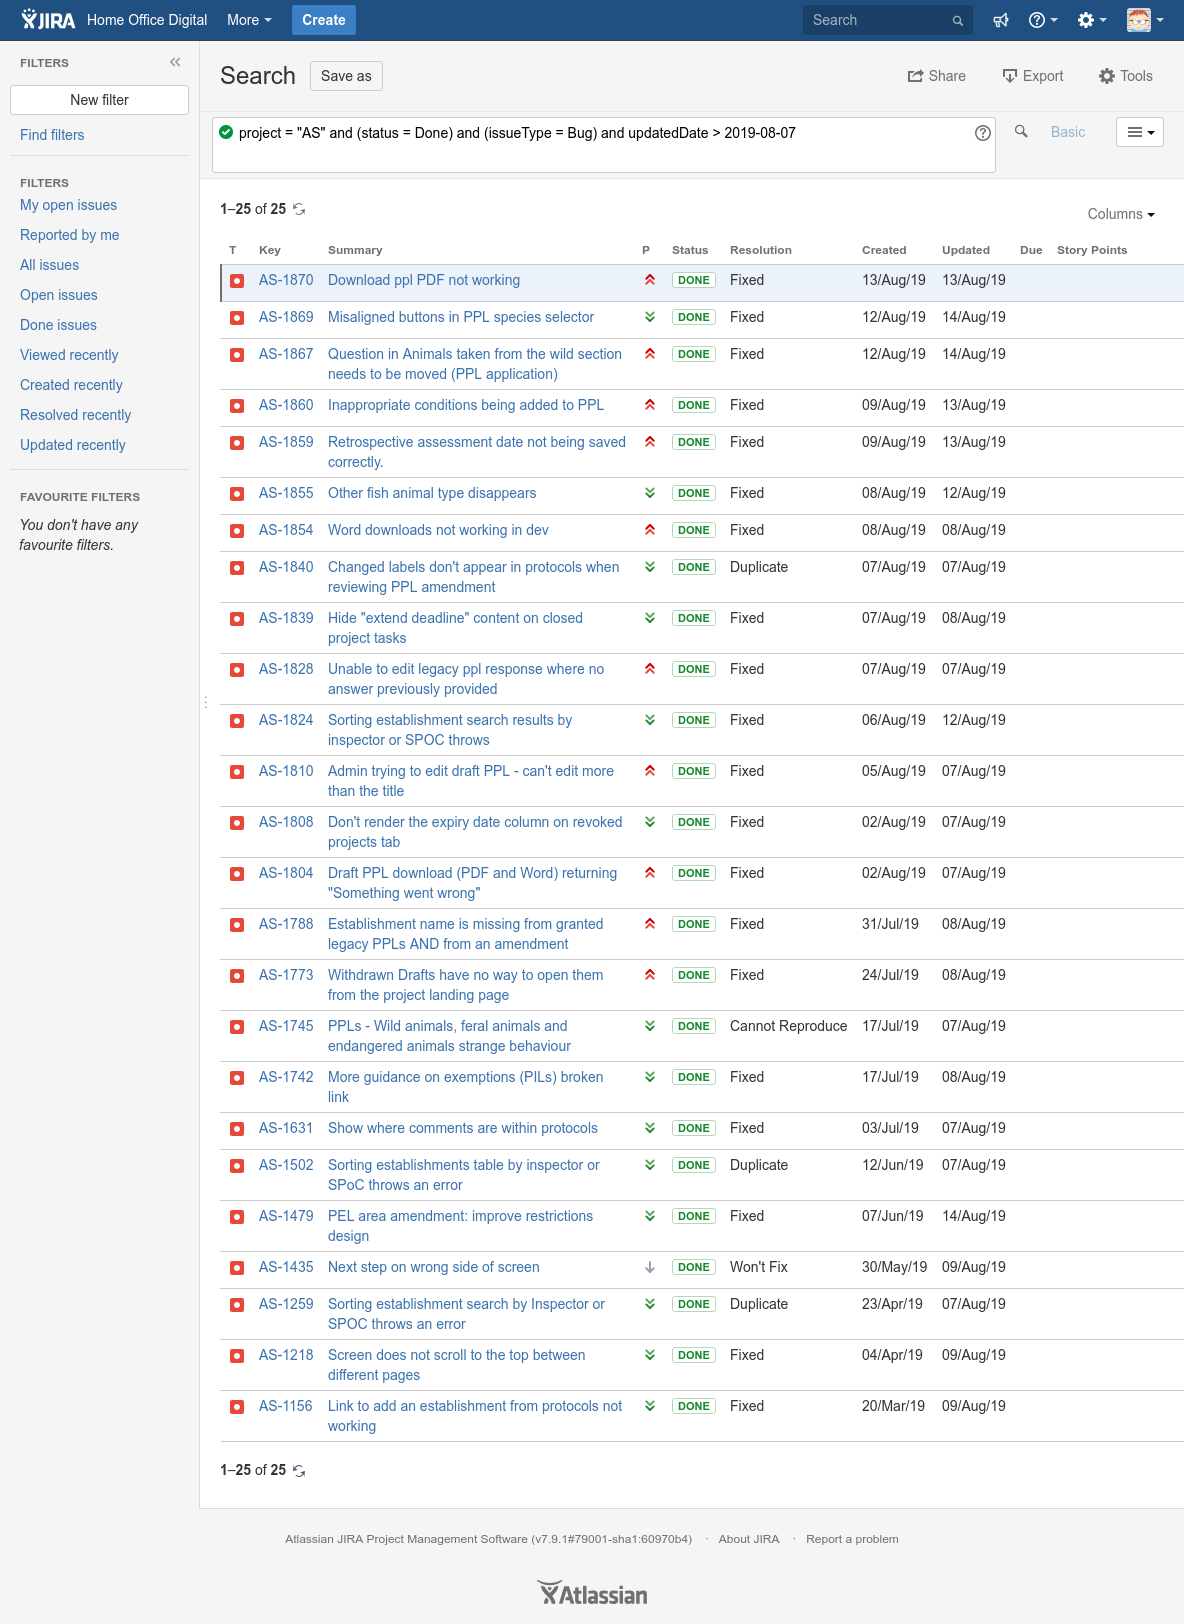 JIRA Home Office Digital More Create Search
FILTERS
New filter
Find filters
FILTERS
My open issues
Reported by me
All issues
Open issues
Done issues
Viewed recently
Created recently
Resolved recently
Updated recently
FAVOURITE FILTERS
You don't have any
favourite filters.
Search Save as Share Export Tools
project = "AS" and (status = Done) and (issueType = Bug) and updatedDate > 2019-08-07 Basic
1–25 of 25
Columns
T Key Summary P Status Resolution Created Updated Due Story Points
AS-1870 Download ppl PDF not working DONE Fixed 13/Aug/19 13/Aug/19
AS-1869 Misaligned buttons in PPL species selector DONE Fixed 12/Aug/19 14/Aug/19
AS-1867 Question in Animals taken from the wild section DONE Fixed 12/Aug/19 14/Aug/19
needs to be moved (PPL application)
AS-1860 Inappropriate conditions being added to PPL DONE Fixed 09/Aug/19 13/Aug/19
AS-1859 Retrospective assessment date not being saved DONE Fixed 09/Aug/19 13/Aug/19
correctly.
AS-1855 Other fish animal type disappears DONE Fixed 08/Aug/19 12/Aug/19
AS-1854 Word downloads not working in dev DONE Fixed 08/Aug/19 08/Aug/19
AS-1840 Changed labels don't appear in protocols when DONE Duplicate 07/Aug/19 07/Aug/19
reviewing PPL amendment
AS-1839 Hide "extend deadline" content on closed DONE Fixed 07/Aug/19 08/Aug/19
project tasks
AS-1828 Unable to edit legacy ppl response where no DONE Fixed 07/Aug/19 07/Aug/19
answer previously provided
AS-1824 Sorting establishment search results by DONE Fixed 06/Aug/19 12/Aug/19
inspector or SPOC throws
AS-1810 Admin trying to edit draft PPL - can't edit more DONE Fixed 05/Aug/19 07/Aug/19
than the title
AS-1808 Don't render the expiry date column on revoked DONE Fixed 02/Aug/19 07/Aug/19
projects tab
AS-1804 Draft PPL download (PDF and Word) returning DONE Fixed 02/Aug/19 07/Aug/19
"Something went wrong"
AS-1788 Establishment name is missing from granted DONE Fixed 31/Jul/19 08/Aug/19
legacy PPLs AND from an amendment
AS-1773 Withdrawn Drafts have no way to open them DONE Fixed 24/Jul/19 08/Aug/19
from the project landing page
AS-1745 PPLs - Wild animals, feral animals and DONE Cannot Reproduce 17/Jul/19 07/Aug/19
endangered animals strange behaviour
AS-1742 More guidance on exemptions (PILs) broken DONE Fixed 17/Jul/19 08/Aug/19
link
AS-1631 Show where comments are within protocols DONE Fixed 03/Jul/19 07/Aug/19
AS-1502 Sorting establishments table by inspector or DONE Duplicate 12/Jun/19 07/Aug/19
SPoC throws an error
AS-1479 PEL area amendment: improve restrictions DONE Fixed 07/Jun/19 14/Aug/19
design
AS-1435 Next step on wrong side of screen DONE Won't Fix 30/May/19 09/Aug/19
AS-1259 Sorting establishment search by Inspector or DONE Duplicate 23/Apr/19 07/Aug/19
SPOC throws an error
AS-1218 Screen does not scroll to the top between DONE Fixed 04/Apr/19 09/Aug/19
different pages
AS-1156 Link to add an establishment from protocols not DONE Fixed 20/Mar/19 09/Aug/19
working
1–25 of 25
Atlassian JIRA Project Management Software (v7.9.1#79001-sha1:60970b4) · About JIRA · Report a problem
Atlassian